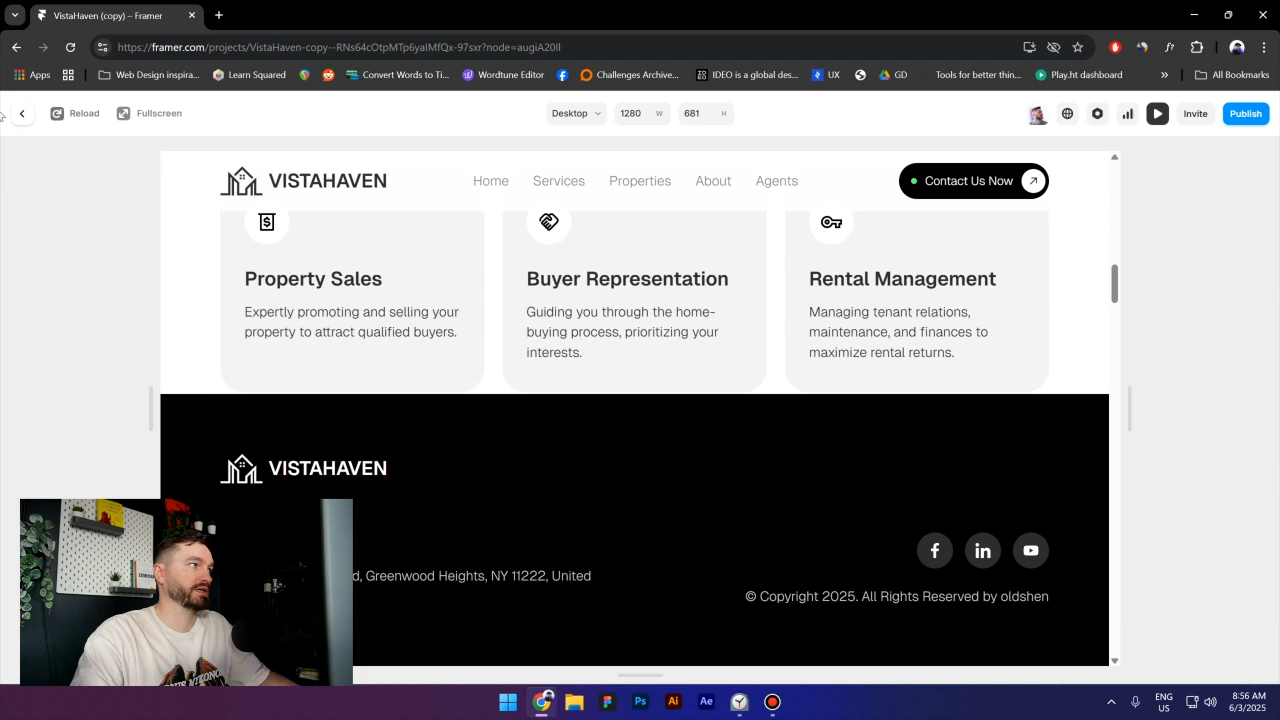 VistaHaven (copy) – Framer
https://framer.com/projects/VistaHaven-copy--RNs64cOtpMTp6yaIMfQx-97sxr?node=augiA20Il
Apps
Web Design inspira...
Learn Squared
Convert Words to Ti...
Wordtune Editor
Challenges Archive...
IDEO is a global des...
UX
GD
Tools for better thin...
Play.ht dashboard
All Bookmarks
Reload
Fullscreen
Desktop
1280 W
681 H
Invite
Publish
VISTAHAVEN
Home
Services
Properties
About
Agents
Contact Us Now
Property Sales
Expertly promoting and selling your
property to attract qualified buyers.
Buyer Representation
Guiding you through the home-
buying process, prioritizing your
interests.
Rental Management
Managing tenant relations,
maintenance, and finances to
maximize rental returns.
VISTAHAVEN
d, Greenwood Heights, NY 11222, United
© Copyright 2025. All Rights Reserved by oldshen
Ps
Ai
Ae
ENG
US
8:56 AM
6/3/2025